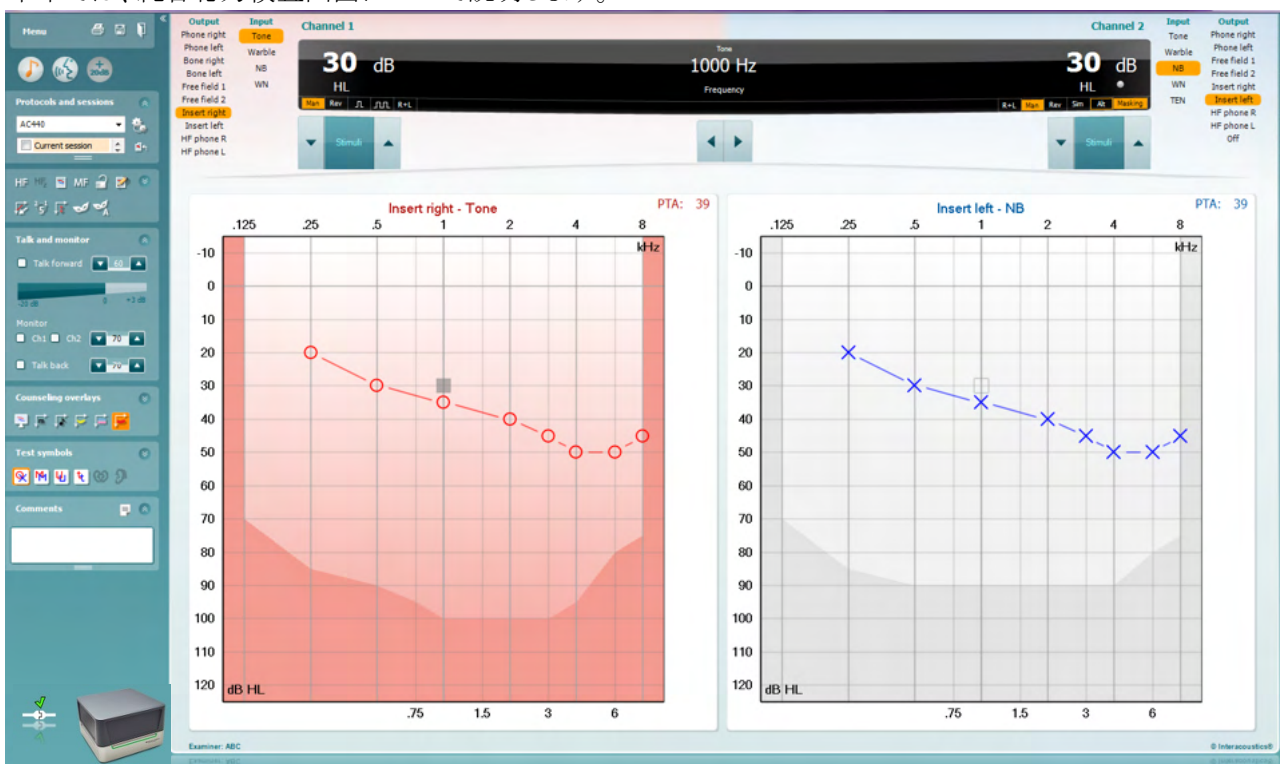 Menu
20dB
Protocols and sessions
AC440
Current session
HF MF
Talk and monitor
Talk forward 60
-20 dB 0 +3 dB
Monitor
Ch1 Ch2 70
Talk back 70
Counseling overlays
Test symbols
Comments
Output Input
Phone right Tone
Phone left Warble
Bone right NB
Bone left WN
Free field 1
Free field 2
Insert right
Insert left
HF phone R
HF phone L
Channel 1
Channel 2
30 dB
HL
Man Rev R+L
Tone
1000 Hz
Frequency
30 dB
HL
R+L Man Rev Sim Alt Masking
Stimuli
Stimuli
Input Output
Tone Phone right
Warble Phone left
NB Free field 1
WN Free field 2
TEN Insert right
Insert left
HF phone R
HF phone L
Off
Insert right - Tone
PTA: 39
.125 .25 .5 1 2 4 8
kHz
-10
0
10
20
30
40
50
60
70
80
90
100
110
120
dB HL
.75 1.5 3 6
Insert left - NB
PTA: 39
.125 .25 .5 1 2 4 8
kHz
-10
0
10
20
30
40
50
60
70
80
90
100
110
120
dB HL
.75 1.5 3 6
Examiner: ABC
© Interacoustics®